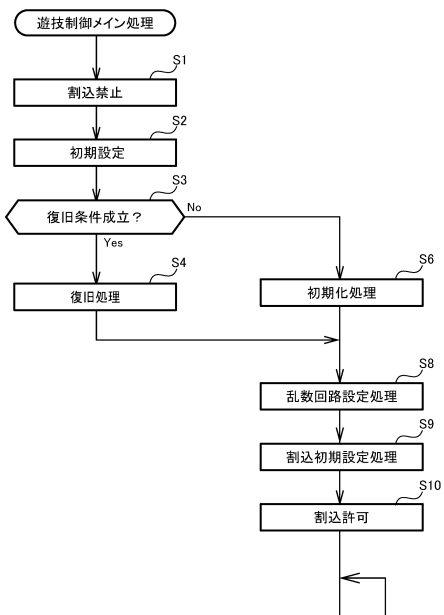 遊技制御メイン処理
S1
割込禁止
S2
初期設定
S3
復旧条件成立？
No
Yes
S4
復旧処理
S6
初期化処理
S8
乱数回路設定処理
S9
割込初期設定処理
S10
割込許可